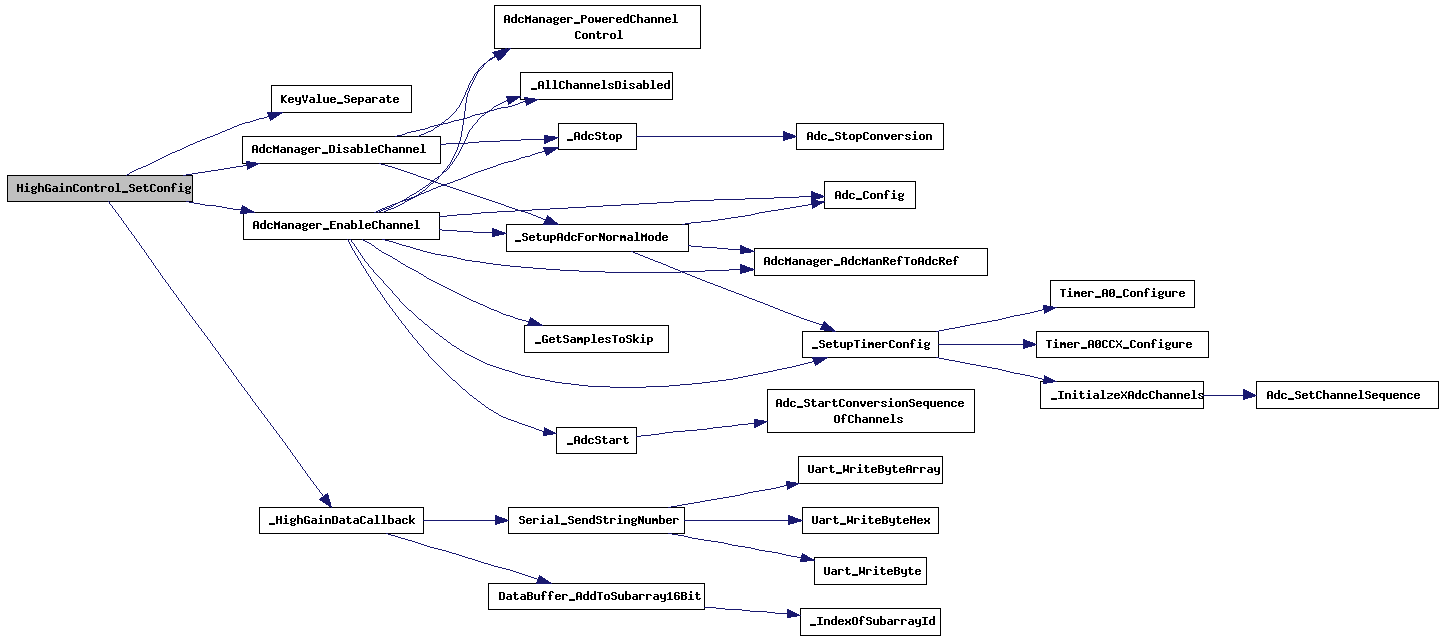 AdcManager_PoweredChannel
Control
_AllChannelsDisabled
KeyValue_Separate
_AdcStop
Adc_StopConversion
AdcManager_DisableChannel
HighGainControl_SetConfig
Adc_Config
AdcManager_EnableChannel
_SetupAdcForNormalMode
AdcManager_AdcManRefToAdcRef
Timer_A0_Configure
_GetSamplesToSkip
_SetupTimerConfig
Timer_A0CCX_Configure
_InitialzeXAdcChannels
Adc_SetChannelSequence
Adc_StartConversionSequence
OfChannels
_AdcStart
Uart_WriteByteArray
_HighGainDataCallback
Serial_SendStringNumber
Uart_WriteByteHex
Uart_WriteByte
DataBuffer_AddToSubarray16Bit
_IndexOfSubarrayId